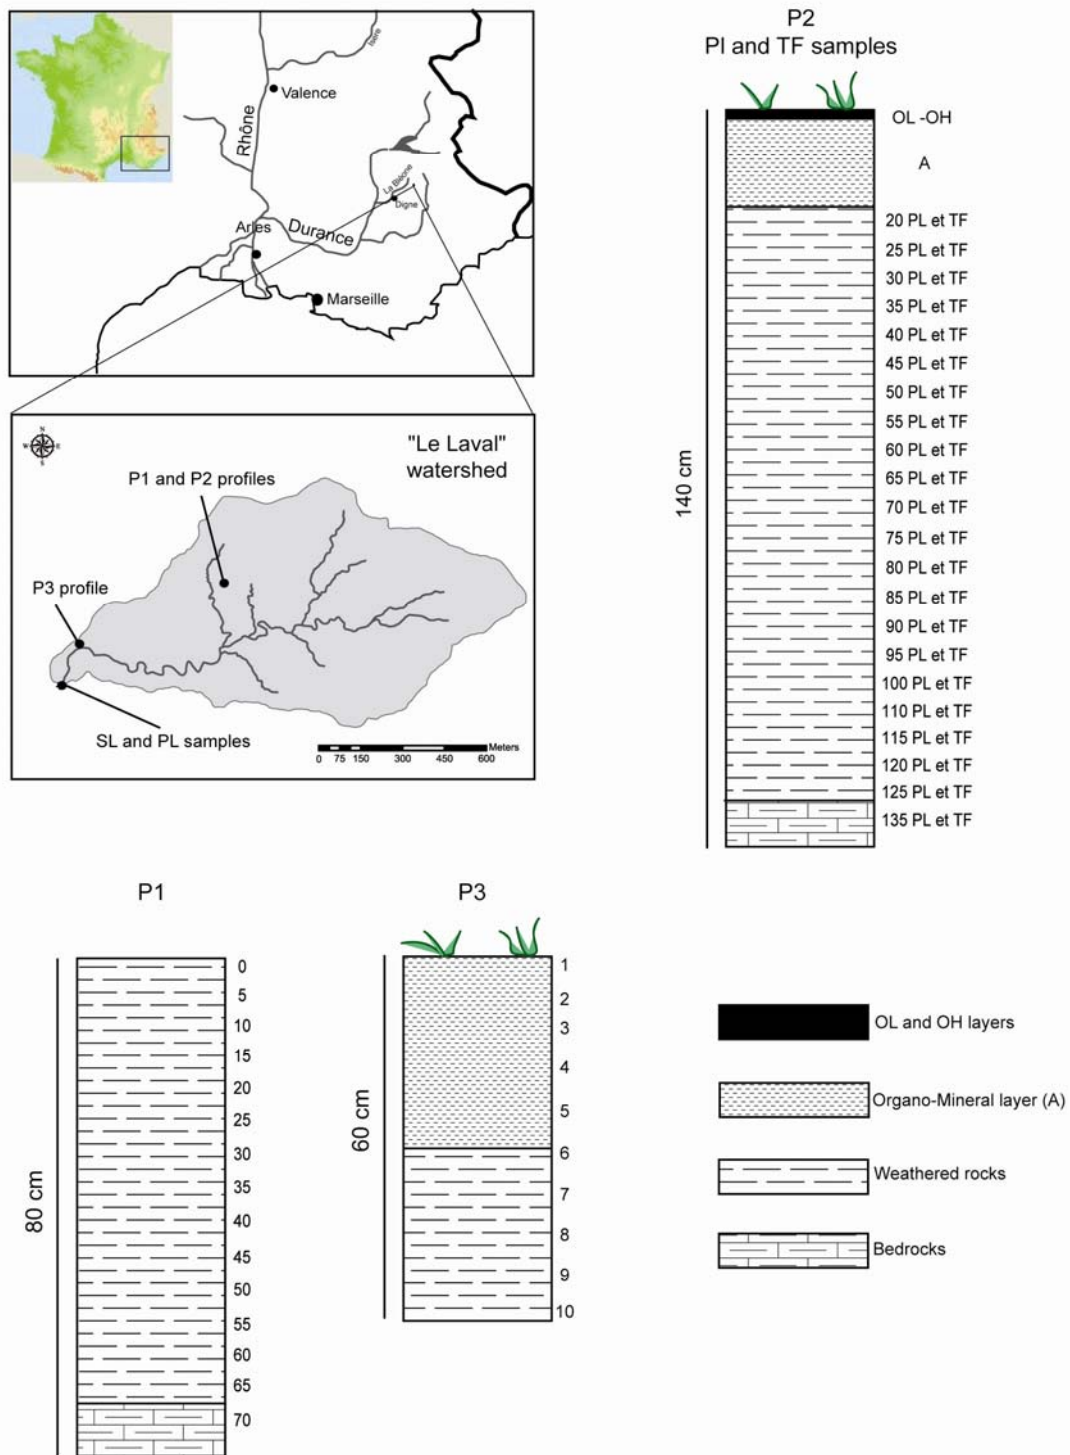 Isère
Valence
Rhône
La Bléone
Digne
Durance
Arles
Marseille
N
W
E
S
"Le Laval"
watershed
P1 and P2 profiles
P3 profile
SL and PL samples
Meters
0 75 150 300 450 600
P2
Pl and TF samples
140 cm
OL -OH
A
20 PL et TF
25 PL et TF
30 PL et TF
35 PL et TF
40 PL et TF
45 PL et TF
50 PL et TF
55 PL et TF
60 PL et TF
65 PL et TF
70 PL et TF
75 PL et TF
80 PL et TF
85 PL et TF
90 PL et TF
95 PL et TF
100 PL et TF
110 PL et TF
115 PL et TF
120 PL et TF
125 PL et TF
135 PL et TF
P1
80 cm
0
5
10
15
20
25
30
35
40
45
50
55
60
65
70
P3
60 cm
1
2
3
4
5
6
7
8
9
10
OL and OH layers
Organo-Mineral layer (A)
Weathered rocks
Bedrocks